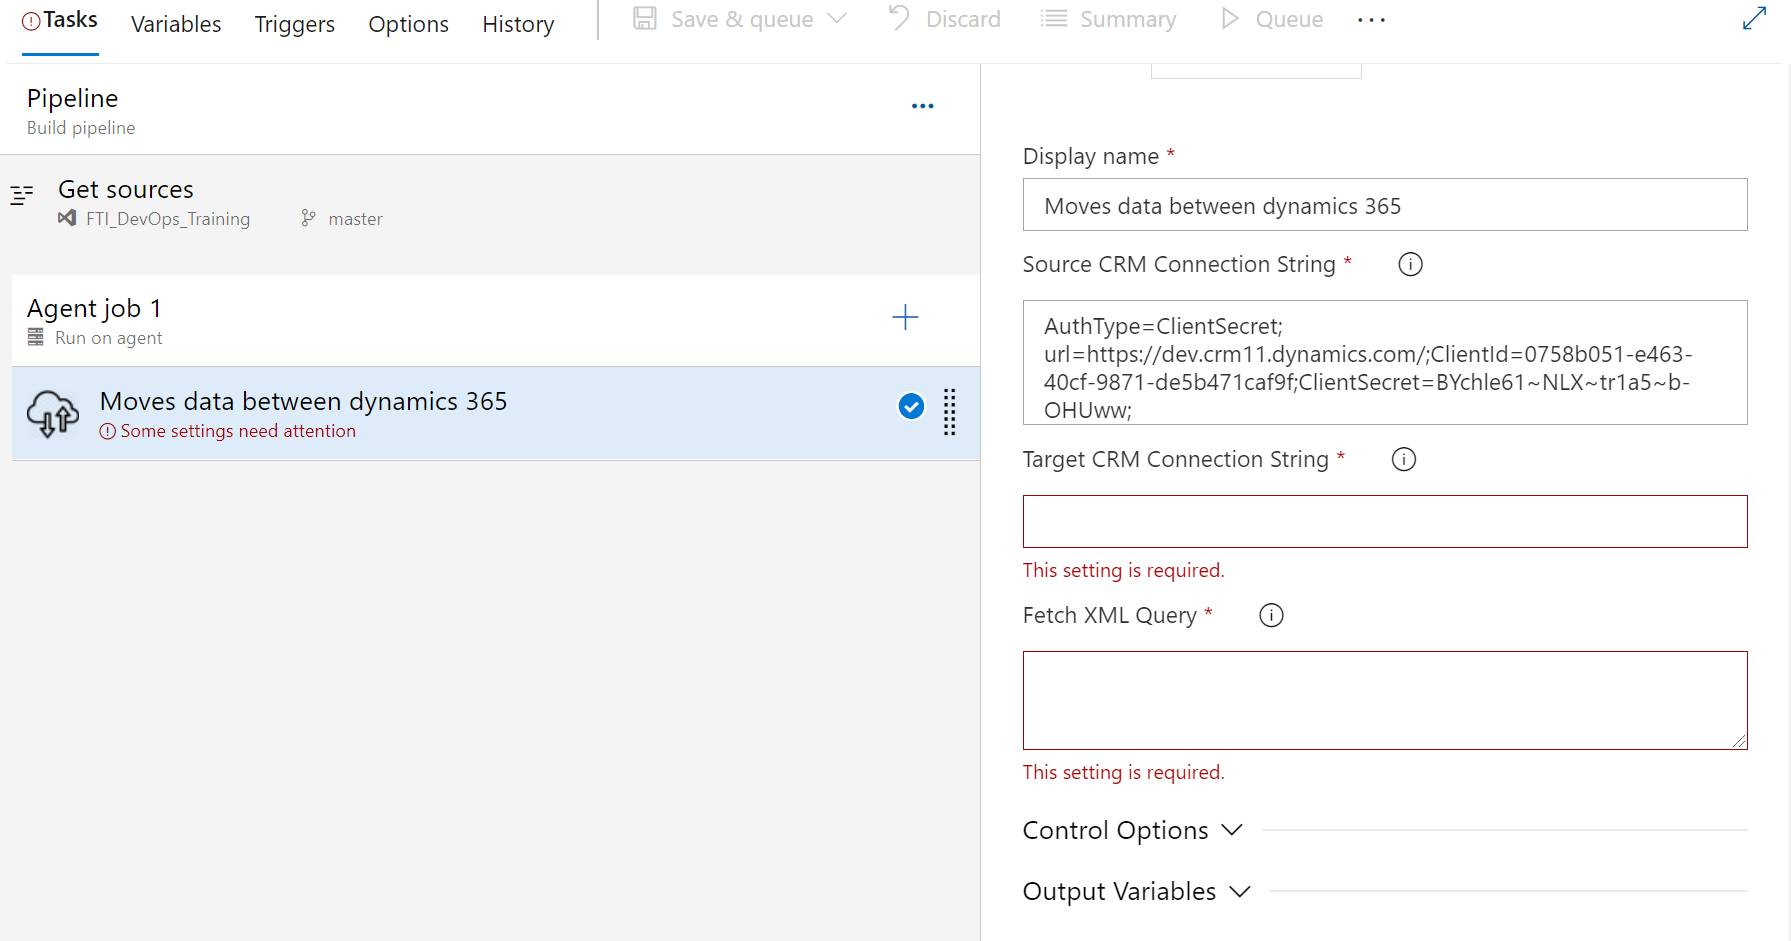 Tasks
Variables
Triggers
Options
History
Save & queue
Discard
Summary
Queue
Pipeline
Build pipeline
Get sources
FTI_DevOps_Training
master
Agent job 1
Run on agent
Moves data between dynamics 365
Some settings need attention
Display name *
Moves data between dynamics 365
Source CRM Connection String *
AuthType=ClientSecret;
url=https://dev.crm11.dynamics.com/;ClientId=0758b051-e463-
40cf-9871-de5b471caf9f;ClientSecret=BYchle61~NLX~tr1a5~b-
OHUww;
Target CRM Connection String *
This setting is required.
Fetch XML Query *
This setting is required.
Control Options
Output Variables